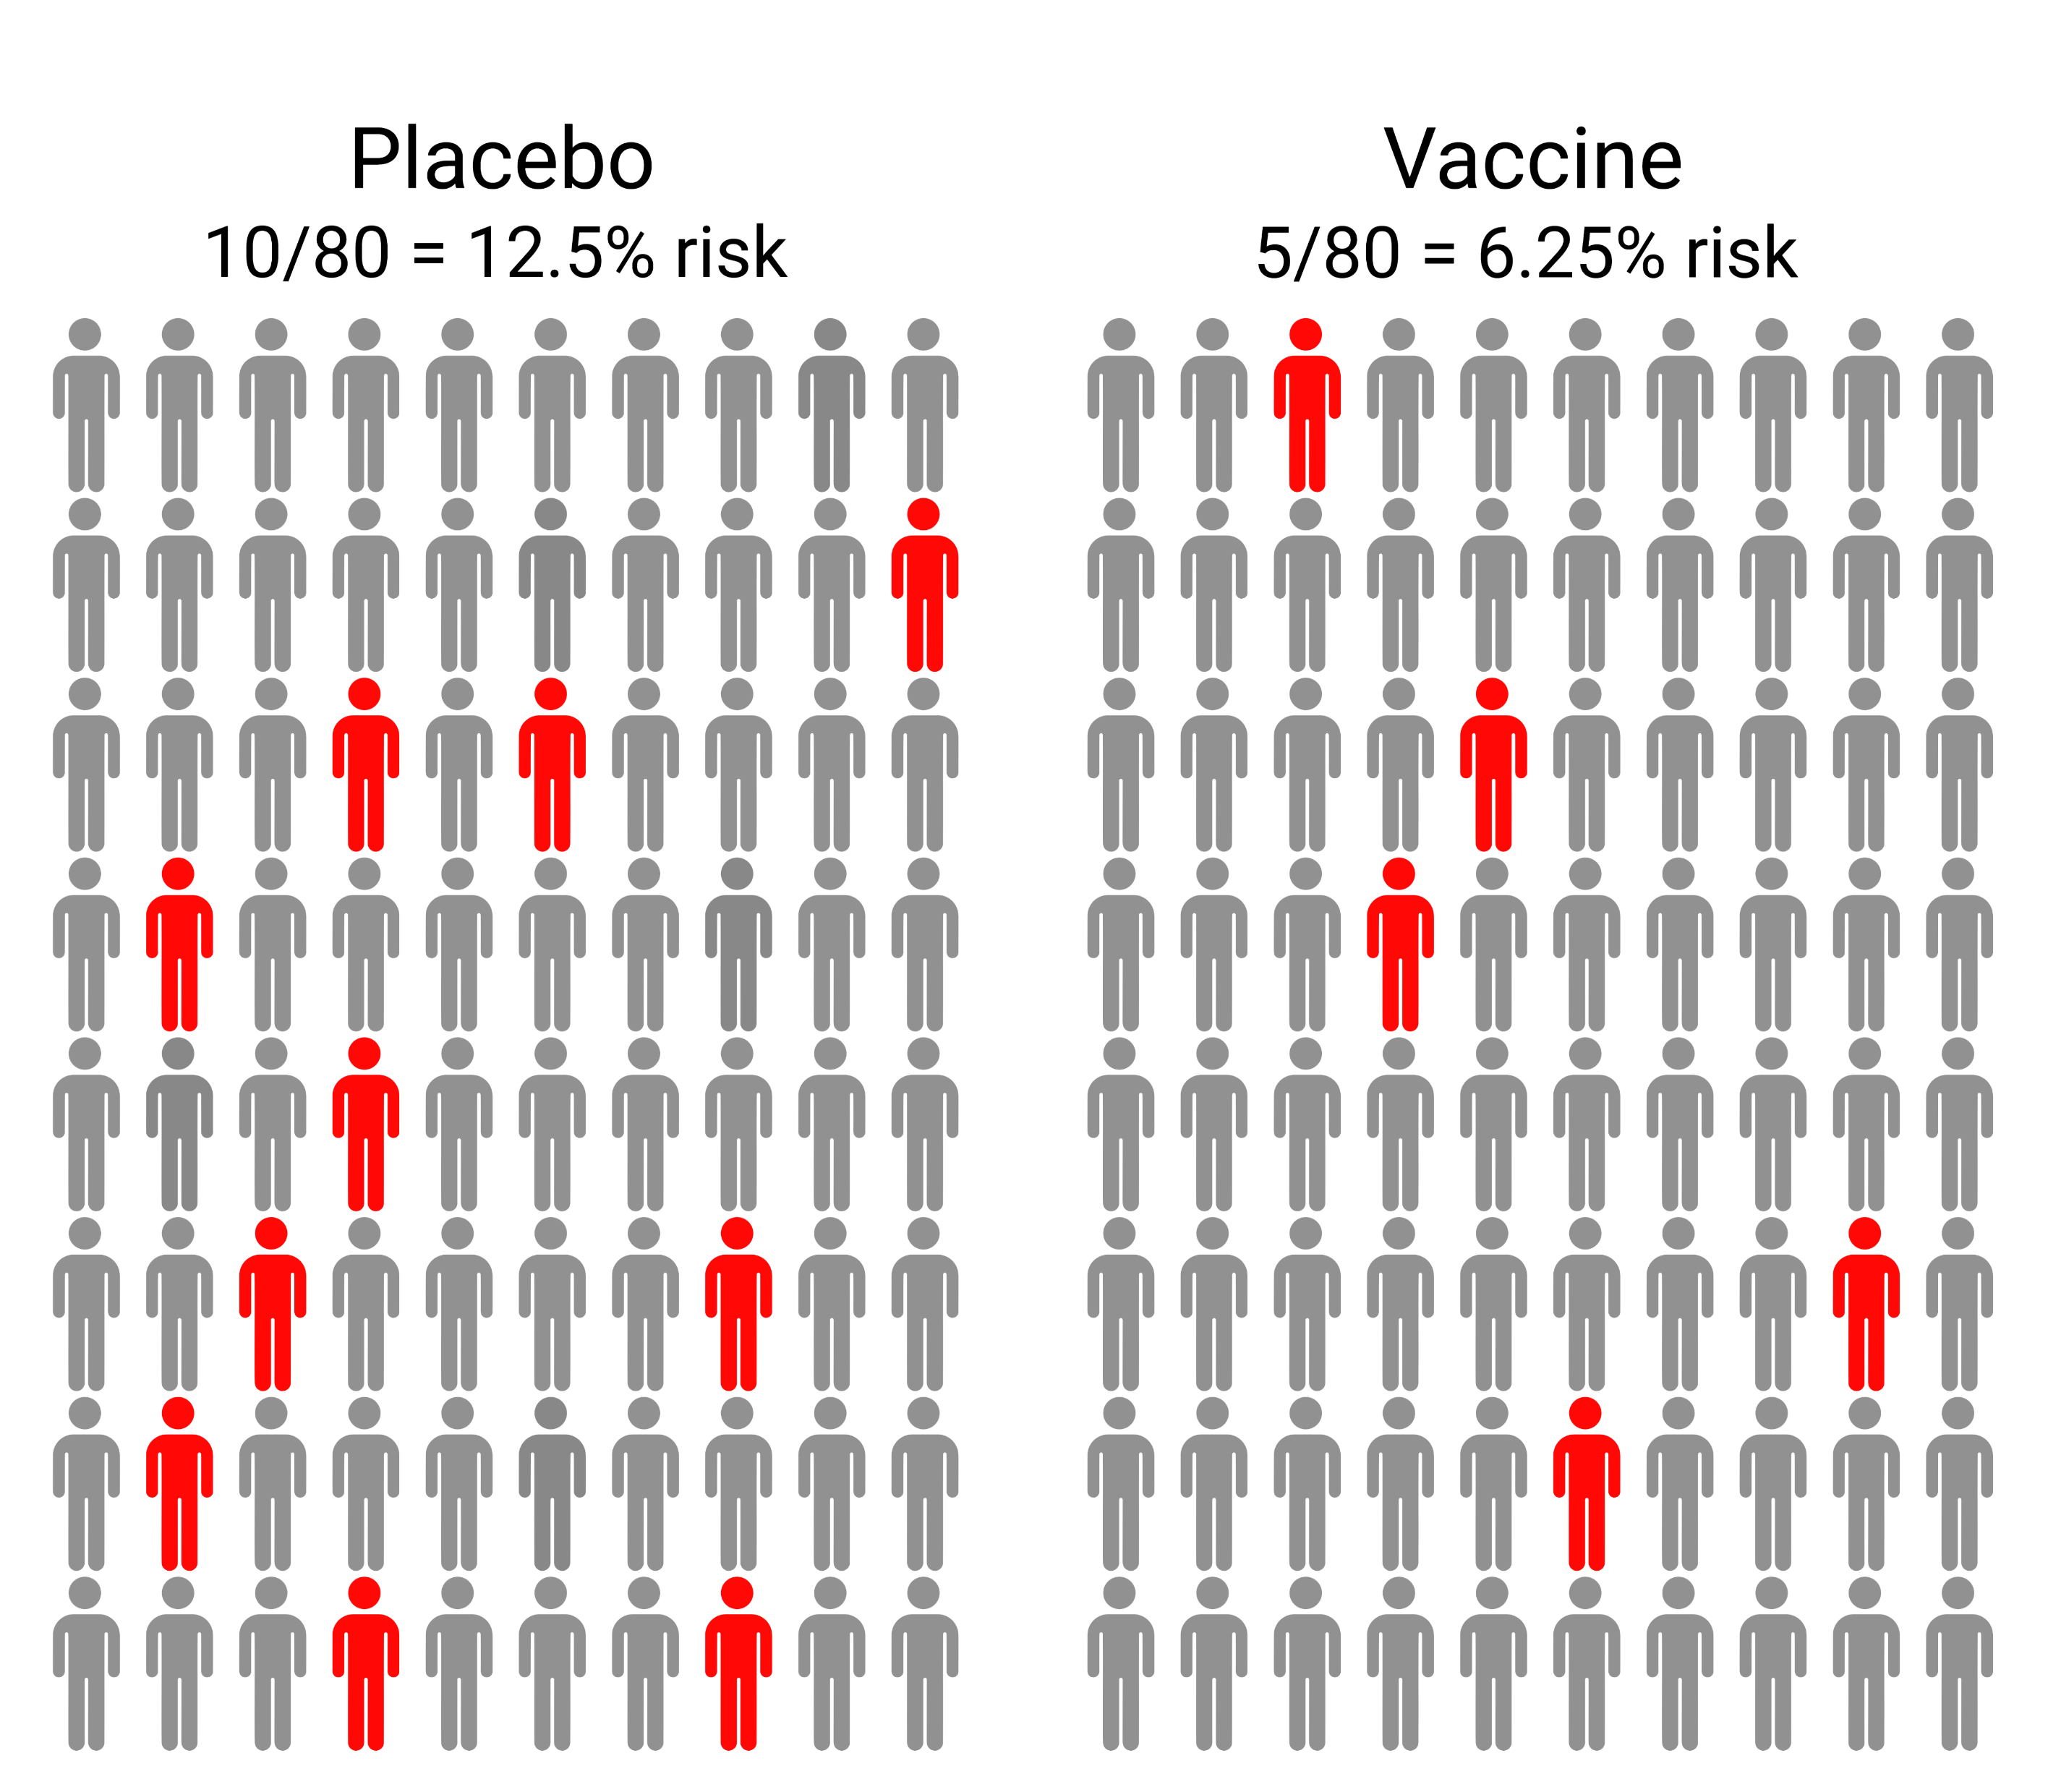 Placebo
10/80 = 12.5% risk
Vaccine
5/80 = 6.25% risk